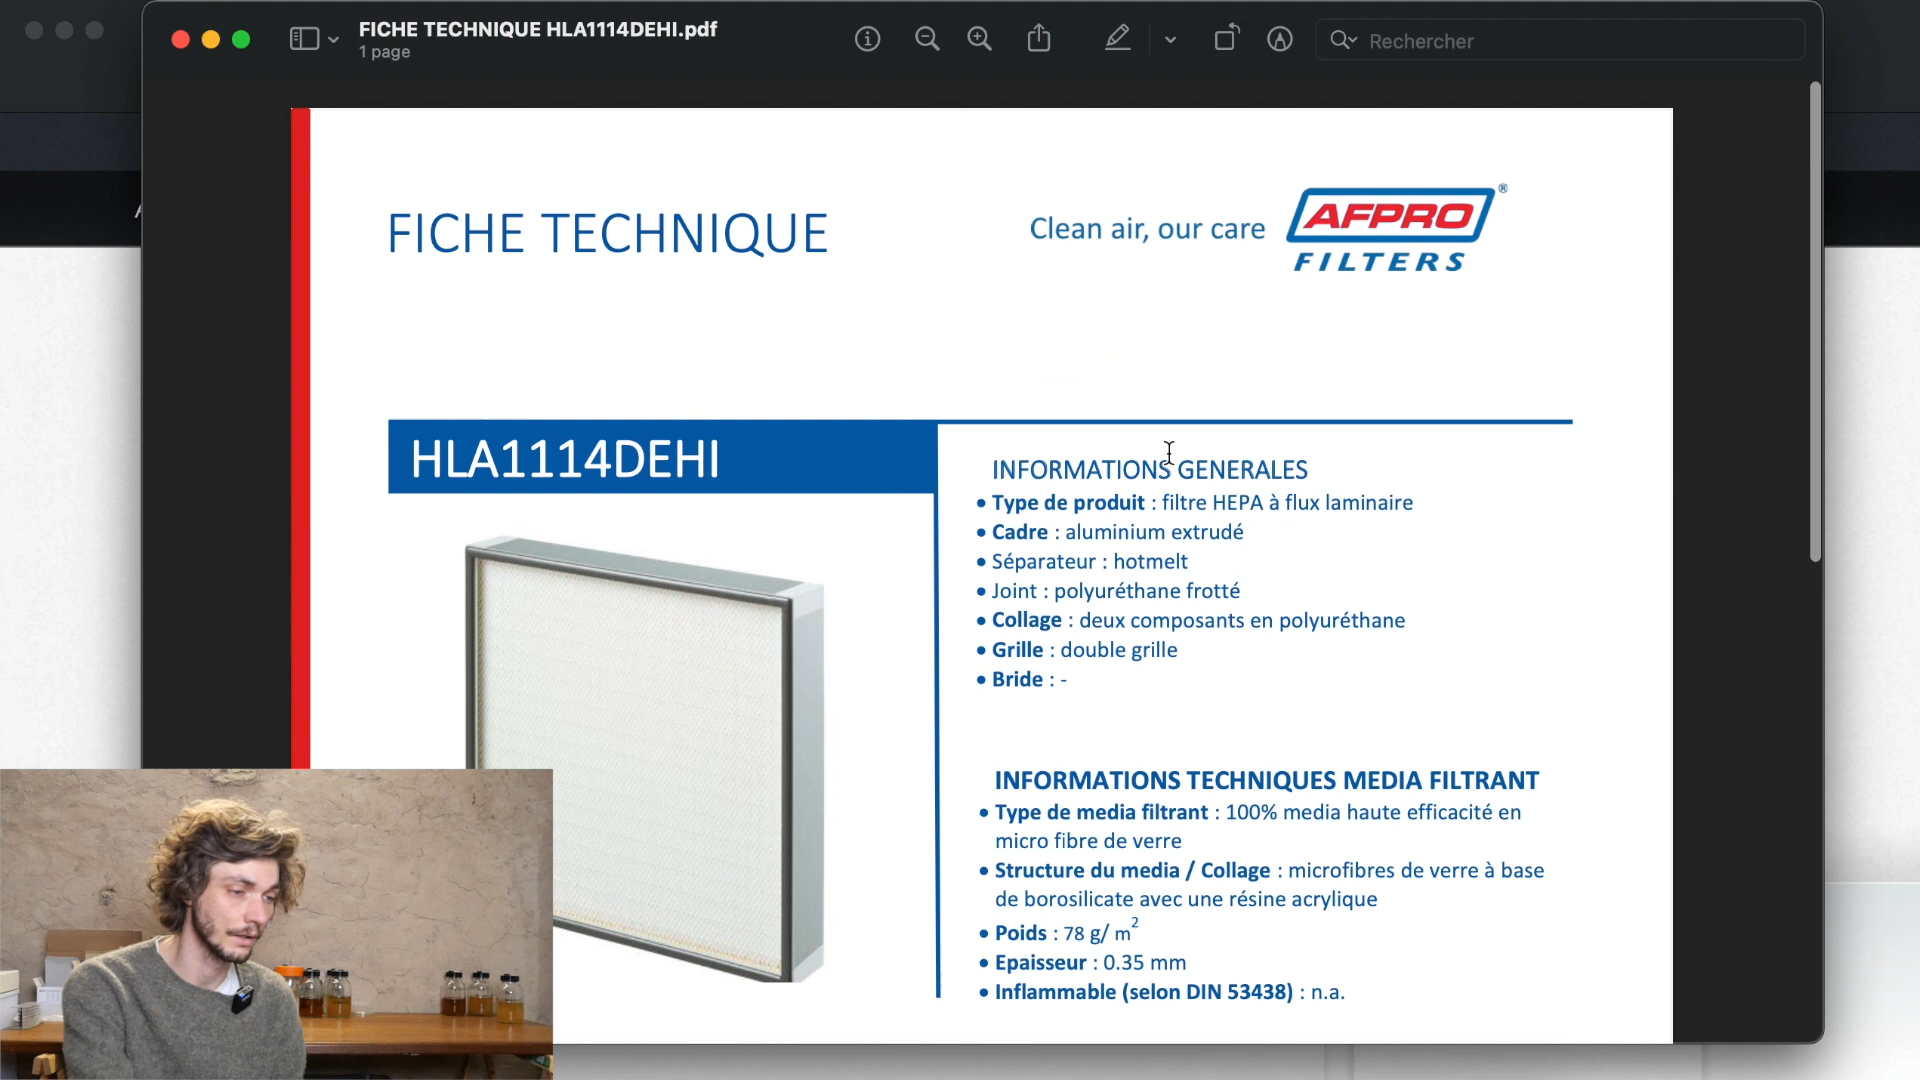 FICHE TECHNIQUE HLA1114DEHI.pdf
1 page
Rechercher
FICHE TECHNIQUE
Clean air, our care
AFPRO®
FILTERS
HLA1114DEHI
INFORMATIONS GENERALES
• Type de produit : filtre HEPA à flux laminaire
• Cadre : aluminium extrudé
• Séparateur : hotmelt
• Joint : polyuréthane frotté
• Collage : deux composants en polyuréthane
• Grille : double grille
• Bride : -
INFORMATIONS TECHNIQUES MEDIA FILTRANT
• Type de media filtrant : 100% media haute efficacité en
micro fibre de verre
• Structure du media / Collage : microfibres de verre à base
de borosilicate avec une résine acrylique
• Poids : 78 g/ m²
• Epaisseur : 0.35 mm
• Inflammable (selon DIN 53438) : n.a.